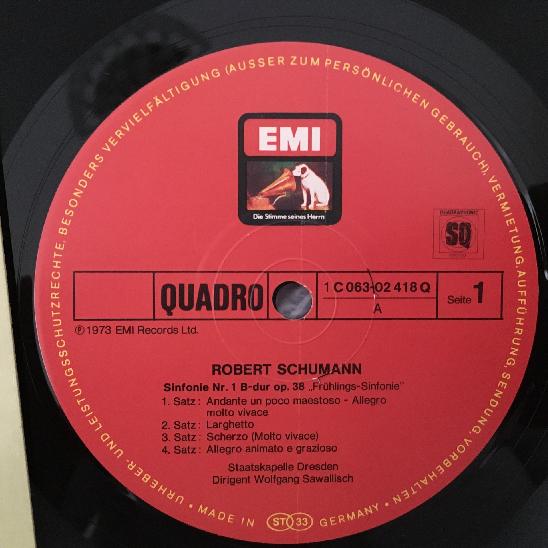 URHEBER- UND LEISTUNGSSCHUTZRECHTE, BESONDERS VERVIELFÄLTIGUNG (AUSSER ZUM PERSÖNLICHEN GEBRAUCH), VERMIETUNG, AUFFÜHRUNG, SENDUNG, VORBEHALTEN •
EMI
Die Stimme seines Herrn
QUADRAPHONIC
SQ
QUADRO
1 C 063-02 418 Q
A
Seite 1
℗ 1973 EMI Records Ltd.
ROBERT SCHUMANN
Sinfonie Nr. 1 B-dur op. 38 „Frühlings-Sinfonie"
1. Satz: Andante un poco maestoso - Allegro
molto vivace
2. Satz: Larghetto
3. Satz: Scherzo (Molto vivace)
4. Satz: Allegro animato e grazioso
Staatskapelle Dresden
Dirigent Wolfgang Sawallisch
• MADE IN GERMANY •
ST 33